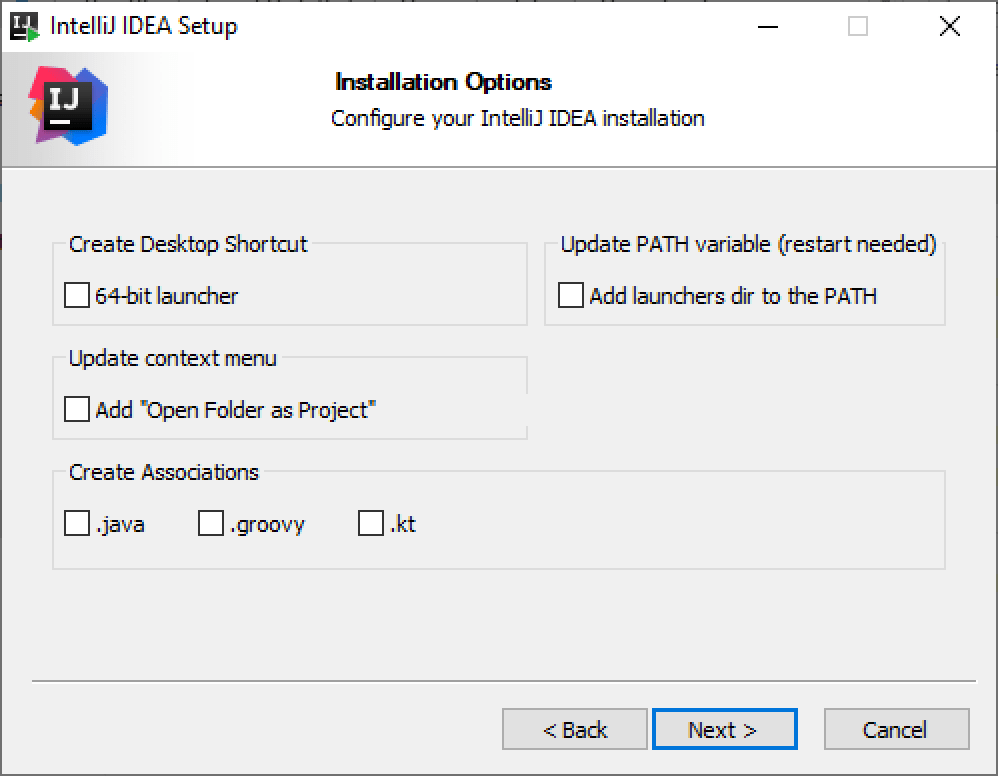 IntelliJ IDEA Setup
IJ
Installation Options
Configure your IntelliJ IDEA installation
Create Desktop Shortcut
64-bit launcher
Update PATH variable (restart needed)
Add launchers dir to the PATH
Update context menu
Add "Open Folder as Project"
Create Associations
.java .groovy .kt
< Back Next > Cancel